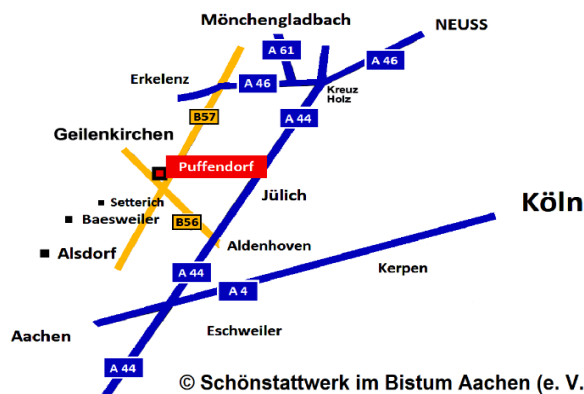 Mönchengladbach
NEUSS
A 61
A 46
Erkelenz
A 46
Kreuz
Holz
B57
A 44
Geilenkirchen
Puffendorf
Setterich
Jülich
Köln
Baesweiler
B56
Alsdorf
Aldenhoven
A 44
Kerpen
A 4
Aachen
Eschweiler
A 44
© Schönstattwerk im Bistum Aachen (e. V.